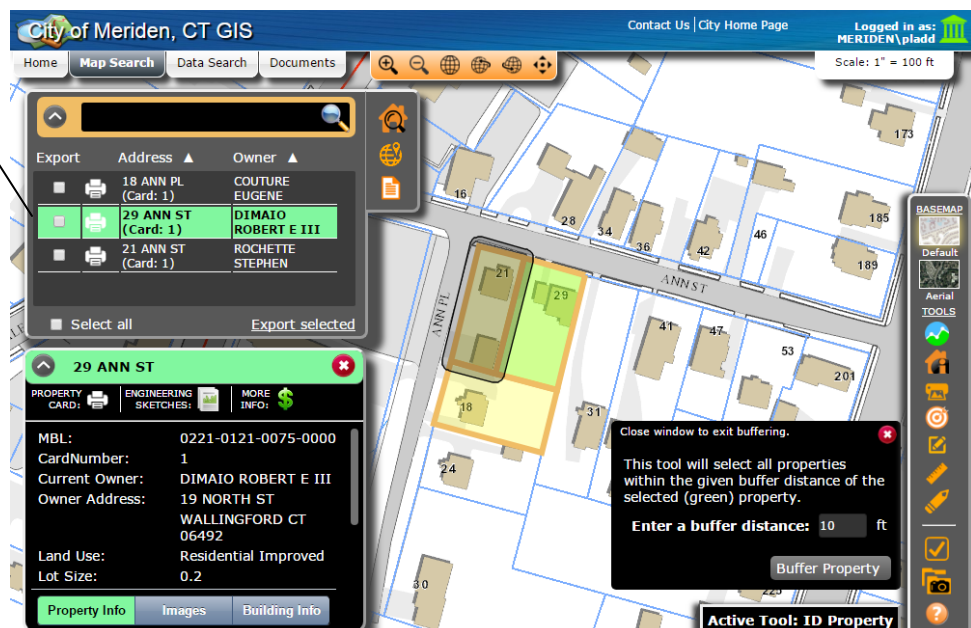 City of Meriden, CT GIS
Contact Us | City Home Page
Logged in as:
MERIDEN\pladd
Home
Map Search
Data Search
Documents
Scale: 1" = 100 ft
Export
Address ▲
Owner ▲
18 ANN PL
(Card: 1)
COUTURE
EUGENE
29 ANN ST
(Card: 1)
DIMAIO
ROBERT E III
21 ANN ST
(Card: 1)
ROCHETTE
STEPHEN
Select all
Export selected
29 ANN ST
PROPERTY
CARD:
ENGINEERING
SKETCHES:
MORE
INFO:
MBL: 0221-0121-0075-0000
CardNumber: 1
Current Owner: DIMAIO ROBERT E III
Owner Address: 19 NORTH ST
WALLINGFORD CT
06492
Land Use: Residential Improved
Lot Size: 0.2
Property Info
Images
Building Info
173
16
28
34
36
42
46
185
189
ANN ST
ANN PL
21
29
41
47
53
201
18
31
24
30
225
BASEMAP
Default
Aerial
TOOLS
Close window to exit buffering.
This tool will select all properties
within the given buffer distance of the
selected (green) property.
Enter a buffer distance: 10 ft
Buffer Property
Active Tool: ID Property